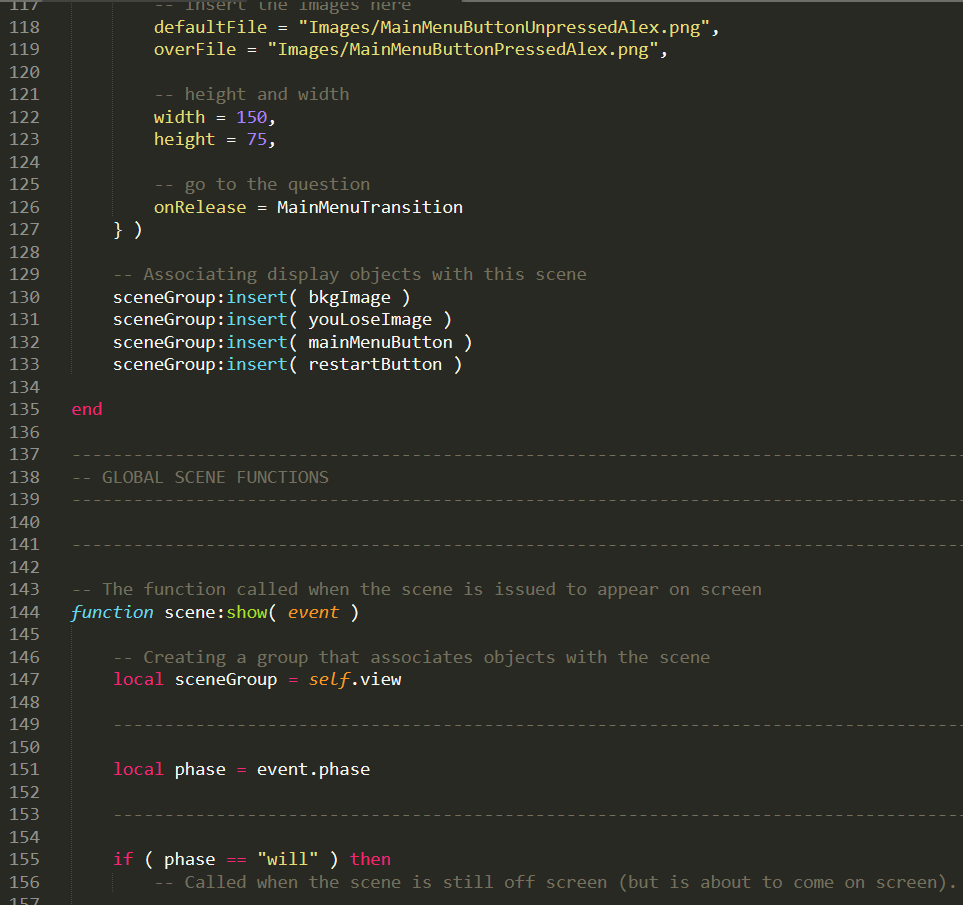 117 -- insert the images here
118 defaultFile = "Images/MainMenuButtonUnpressedAlex.png",
119 overFile = "Images/MainMenuButtonPressedAlex.png",
120
121 -- height and width
122 width = 150,
123 height = 75,
124
125 -- go to the question
126 onRelease = MainMenuTransition
127 } )
128
129 -- Associating display objects with this scene
130 sceneGroup:insert( bkgImage )
131 sceneGroup:insert( youLoseImage )
132 sceneGroup:insert( mainMenuButton )
133 sceneGroup:insert( restartButton )
134
135 end
136
137 ---------------------------------------------------------------------------------------
138 -- GLOBAL SCENE FUNCTIONS
139 ---------------------------------------------------------------------------------------
140
141 ---------------------------------------------------------------------------------------
142
143 -- The function called when the scene is issued to appear on screen
144 function scene:show( event )
145
146 -- Creating a group that associates objects with the scene
147 local sceneGroup = self.view
148
149 -----------------------------------------------------------------------------------
150
151 local phase = event.phase
152
153 -----------------------------------------------------------------------------------
154
155 if ( phase == "will" ) then
156 -- Called when the scene is still off screen (but is about to come on screen).
157